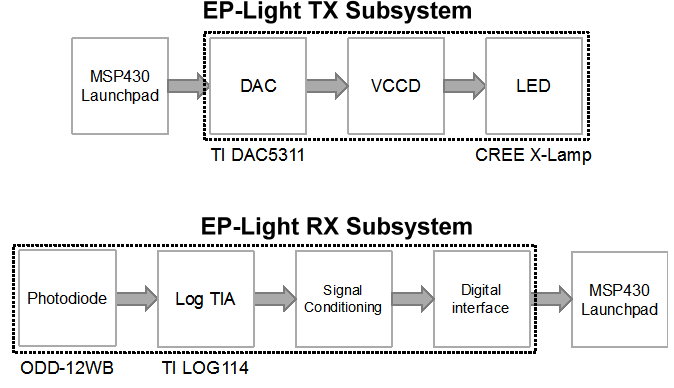 EP-Light TX Subsystem
MSP430
Launchpad
DAC
VCCD
LED
TI DAC5311
CREE X-Lamp
EP-Light RX Subsystem
Photodiode
Log TIA
Signal
Conditioning
Digital
interface
MSP430
Launchpad
ODD-12WB
TI LOG114